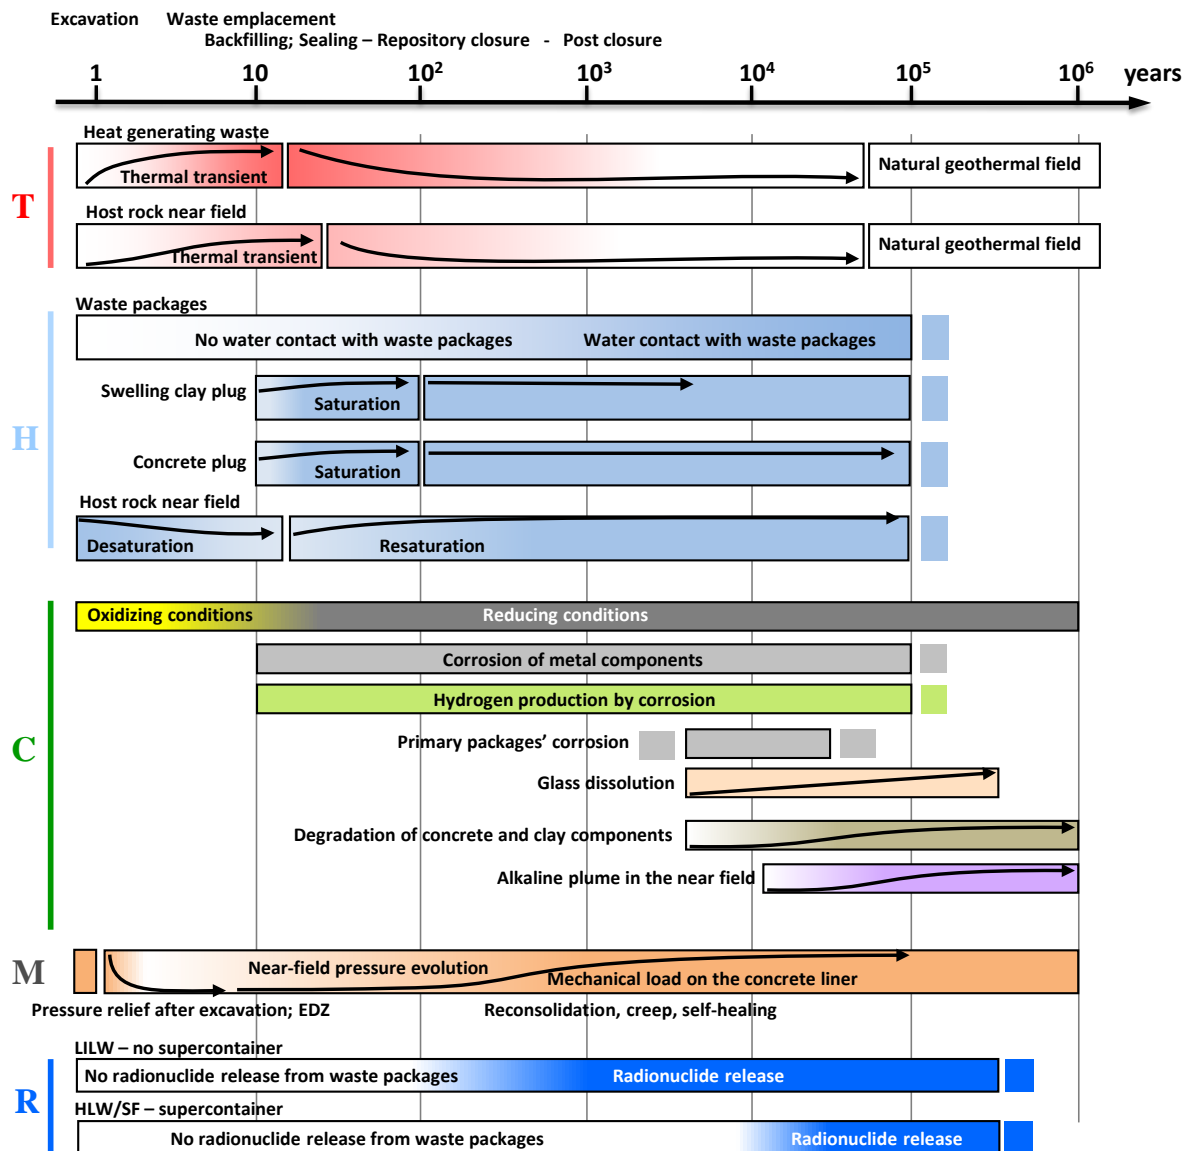 Excavation Waste emplacement
Backfilling; Sealing – Repository closure - Post closure
1 10 10² 10³ 10⁴ 10⁵ 10⁶ years
Heat generating waste
Thermal transient
Natural geothermal field
T
Host rock near field
Thermal transient
Natural geothermal field
Waste packages
No water contact with waste packages Water contact with waste packages
Swelling clay plug
Saturation
H
Concrete plug
Saturation
Host rock near field
Desaturation Resaturation
Oxidizing conditions Reducing conditions
Corrosion of metal components
Hydrogen production by corrosion
C
Primary packages’ corrosion
Glass dissolution
Degradation of concrete and clay components
Alkaline plume in the near field
M
Near-field pressure evolution
Mechanical load on the concrete liner
Pressure relief after excavation; EDZ Reconsolidation, creep, self-healing
LILW – no supercontainer
No radionuclide release from waste packages Radionuclide release
R
HLW/SF – supercontainer
No radionuclide release from waste packages Radionuclide release